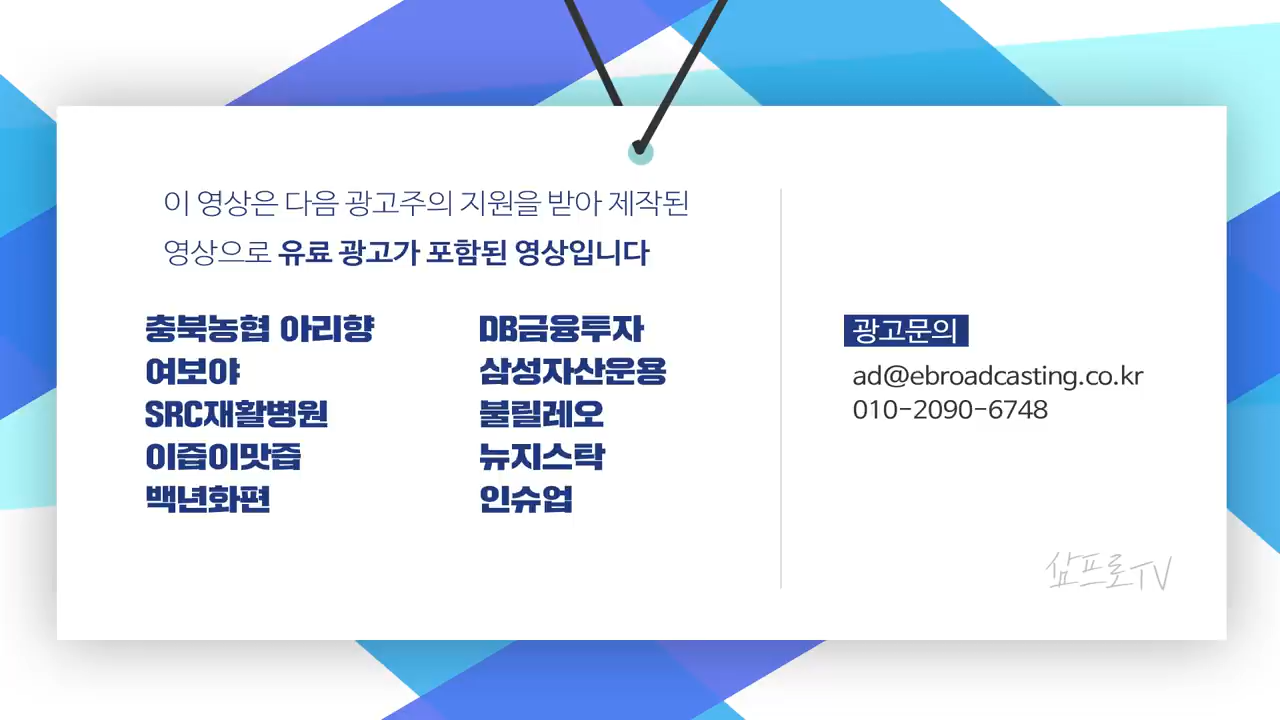 이 영상은 다음 광고주의 지원을 받아 제작된
영상으로 유료 광고가 포함된 영상입니다
충북농협 아리향
여보야
SRC재활병원
이즙이맛즙
백년화편
DB금융투자
삼성자산운용
불릴레오
뉴지스탁
인슈업
광고문의
ad@ebroadcasting.co.kr
010-2090-6748
삼프로TV